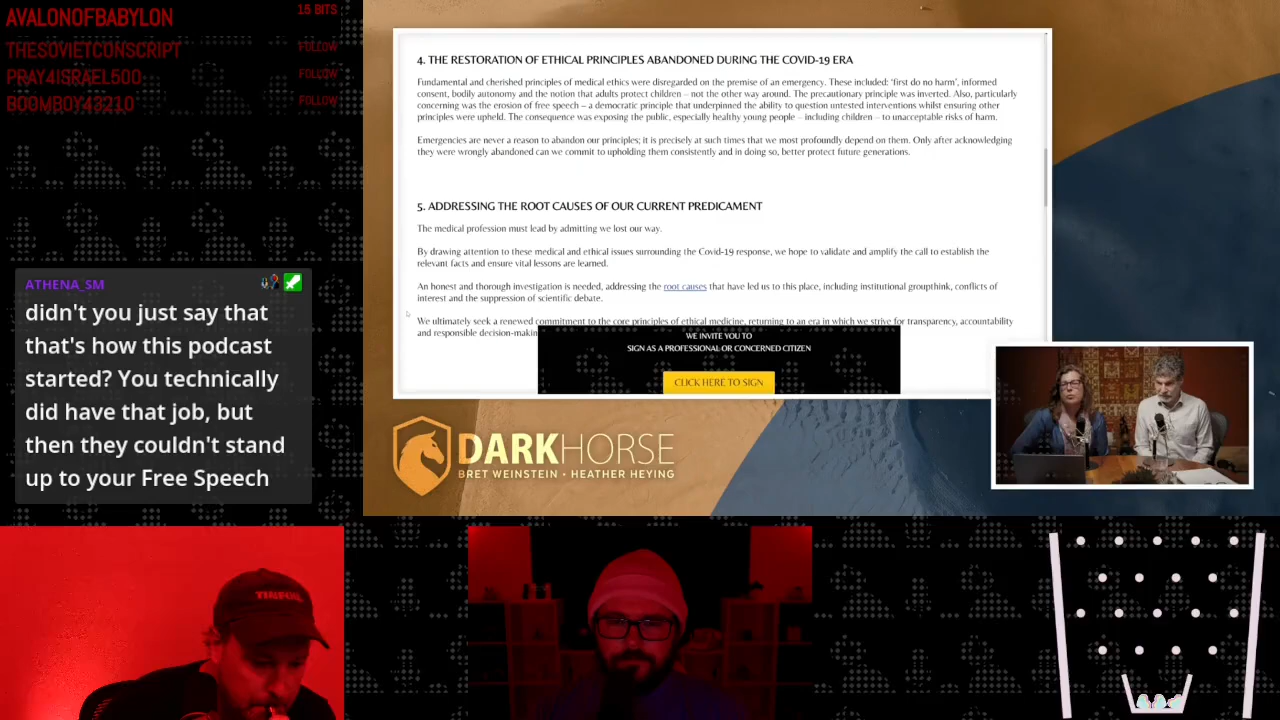 AVALONOFBABYLON
15 BITS
THESOVIETCONSCRIPT
FOLLOW
PRAY4ISRAEL500
FOLLOW
BOOMBOY43210
FOLLOW
ATHENA_SM
didn't you just say that
that's how this podcast
started? You technically
did have that job, but
then they couldn't stand
up to your Free Speech
4. THE RESTORATION OF ETHICAL PRINCIPLES ABANDONED DURING THE COVID-19 ERA
Fundamental and cherished principles of medical ethics were disregarded on the premise of an emergency. These included: 'first do no harm', informed
consent, bodily autonomy and the notion that adults protect children – not the other way around. The precautionary principle was inverted. Also, particularly
concerning was the erosion of free speech – a democratic principle that underpinned the ability to question untested interventions whilst ensuring other
principles were upheld. The consequence was exposing the public, especially healthy young people – including children – to unacceptable risks of harm.
Emergencies are never a reason to abandon our principles; it is precisely at such times that we most profoundly depend on them. Only after acknowledging
they were wrongly abandoned can we commit to upholding them consistently and in doing so, better protect future generations.
5. ADDRESSING THE ROOT CAUSES OF OUR CURRENT PREDICAMENT
The medical profession must lead by admitting we lost our way.
By drawing attention to these medical and ethical issues surrounding the Covid-19 response, we hope to validate and amplify the call to establish the
relevant facts and ensure vital lessons are learned.
An honest and thorough investigation is needed, addressing the root causes that have led us to this place, including institutional groupthink, conflicts of
interest and the suppression of scientific debate.
We ultimately seek a renewed commitment to the core principles of ethical medicine, returning to an era in which we strive for transparency, accountability
and responsible decision-makin
WE INVITE YOU TO
SIGN AS A PROFESSIONAL OR CONCERNED CITIZEN
CLICK HERE TO SIGN
DARKHORSE
BRET WEINSTEIN • HEATHER HEYING